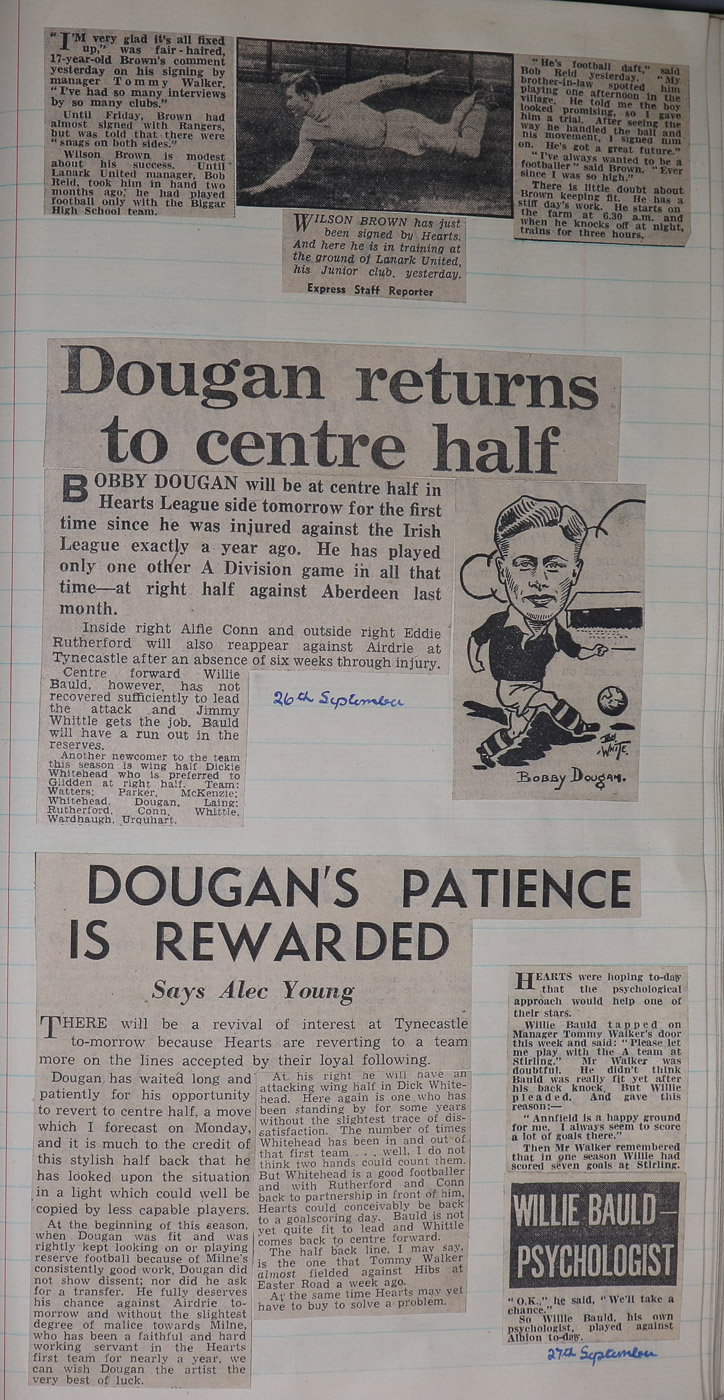 "I'M very glad it's all fixed
up," was fair-haired,
17-year-old Brown's comment
yesterday on his signing by
manager Tommy Walker,
"I've had so many interviews
by so many clubs."
Until Friday, Brown had
almost signed with Rangers,
but was told that there were
"snags on both sides."
Wilson Brown is modest
about his success. Until
Lanark United manager, Bob
Reid, took him in hand two
months ago, he had played
football only with the Biggar
High School team.
WILSON BROWN has just
been signed by Hearts.
And here he is in training at
the ground of Lanark United,
his Junior club, yesterday.
Express Staff Reporter
"He's football daft," said
Bob Reid yesterday. "My
brother-in-law spotted him
playing one afternoon in the
village. He told me the boy
looked promising, so I gave
him a trial. After seeing the
way he handled the ball and
his movement, I signed him
on. He's got a great future."
"I've always wanted to be a
footballer" said Brown. "Ever
since I was so high."
There is little doubt about
Brown keeping fit. He has a
stiff day's work. He starts on
the farm at 6.30 a.m. and
when he knocks off at night,
trains for three hours.
Dougan returns
to centre half
BOBBY DOUGAN will be at centre half in
Hearts League side tomorrow for the first
time since he was injured against the Irish
League exactly a year ago. He has played
only one other A Division game in all that
time—at right half against Aberdeen last
month.
Inside right Alfie Conn and outside right Eddie
Rutherford will also reappear against Airdrie at
Tynecastle after an absence of six weeks through injury.
Centre forward Willie
Bauld, however, has not
recovered sufficiently to lead
the attack and Jimmy
Whittle gets the job. Bauld
will have a run out in the
reserves.
Another newcomer to the team
this season is wing half Dickie
Whitehead who is preferred to
Glidden at right half. Team:
Watters; Parker, McKenzie;
Whitehead, Dougan, Laing;
Rutherford, Conn, Whittle,
Wardhaugh, Urquhart.
26th September
WHITE
BOBBY DOUGAN.
DOUGAN'S PATIENCE
IS REWARDED
Says Alec Young
THERE will be a revival of interest at Tynecastle
to-morrow because Hearts are reverting to a team
more on the lines accepted by their loyal following.
Dougan has waited long and
patiently for his opportunity
to revert to centre half, a move
which I forecast on Monday,
and it is much to the credit of
this stylish half back that he
has looked upon the situation
in a light which could well be
copied by less capable players.
At the beginning of this season,
when Dougan was fit and was
rightly kept looking on or playing
reserve football because of Milne's
consistently good work, Dougan did
not show dissent; nor did he ask
for a transfer. He fully deserves
his chance against Airdrie to-
morrow and without the slightest
degree of malice towards Milne,
who has been a faithful and hard
working servant in the Hearts
first team for nearly a year, we
can wish Dougan the artist the
very best of luck.
At his right he will have an
attacking wing half in Dick White-
head. Here again is one who has
been standing by for some years
without the slightest trace of dis-
satisfaction. The number of times
Whitehead has been in and out of
that first team . . . well, I do not
think two hands could count them.
But Whitehead is a good footballer
and with Rutherford and Conn
back to partnership in front of him,
Hearts could conceivably be back
to a goalscoring day. Bauld is not
yet quite fit to lead and Whittle
comes back to centre forward.
The half back line, I may say,
is the one that Tommy Walker
almost fielded against Hibs at
Easter Road a week ago.
At the same time Hearts may yet
have to buy to solve a problem.
HEARTS were hoping to-day
that the psychological
approach would help one of
their stars.
Willie Bauld tapped on
Manager Tommy Walker's door
this week and said: "Please let
me play with the A team at
Stirling." Mr Walker was
doubtful. He didn't think
Bauld was really fit yet after
his back knock. But Willie
pleaded. And gave this
reason:—
"Annfield is a happy ground
for me. I always seem to score
a lot of goals there."
Then Mr Walker remembered
that in one season Willie had
scored seven goals at Stirling.
WILLIE BAULD—
PSYCHOLOGIST
"O.K.," he said, "We'll take a
chance."
So Willie Bauld, his own
psychologist, played against
Albion to-day.
27th September